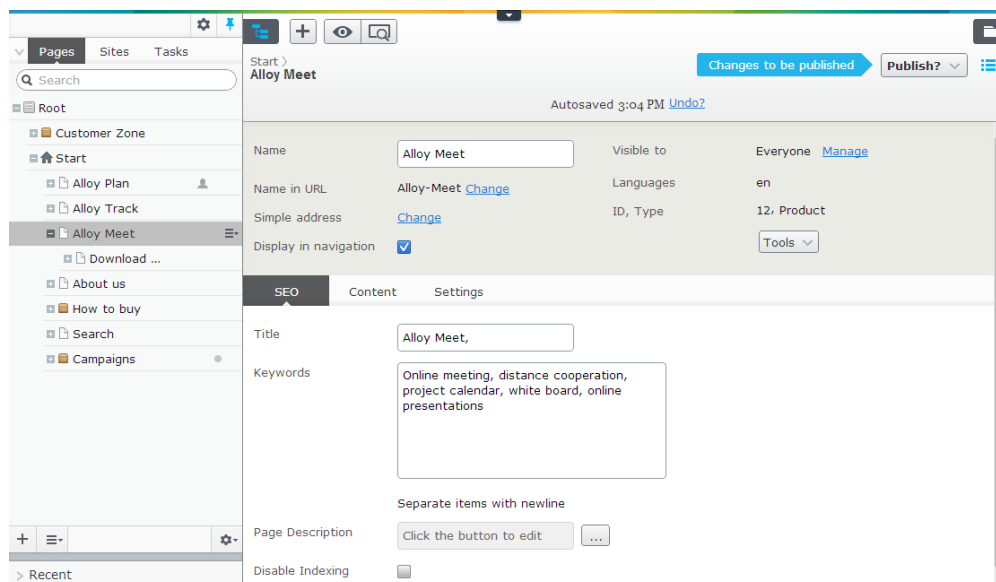 Pages Sites Tasks
Search
Root
Customer Zone
Start
Alloy Plan
Alloy Track
Alloy Meet
Download ...
About us
How to buy
Search
Campaigns
Recent
Start
Alloy Meet
Changes to be published
Publish?
Autosaved 3:04 PM Undo?
Name
Alloy Meet
Visible to
Everyone Manage
Name in URL
Alloy-Meet Change
Languages
en
Simple address
Change
ID, Type
12, Product
Display in navigation
Tools
SEO Content Settings
Title
Alloy Meet,
Keywords
Online meeting, distance cooperation,
project calendar, white board, online
presentations
Separate items with newline
Page Description
Click the button to edit
...
Disable Indexing